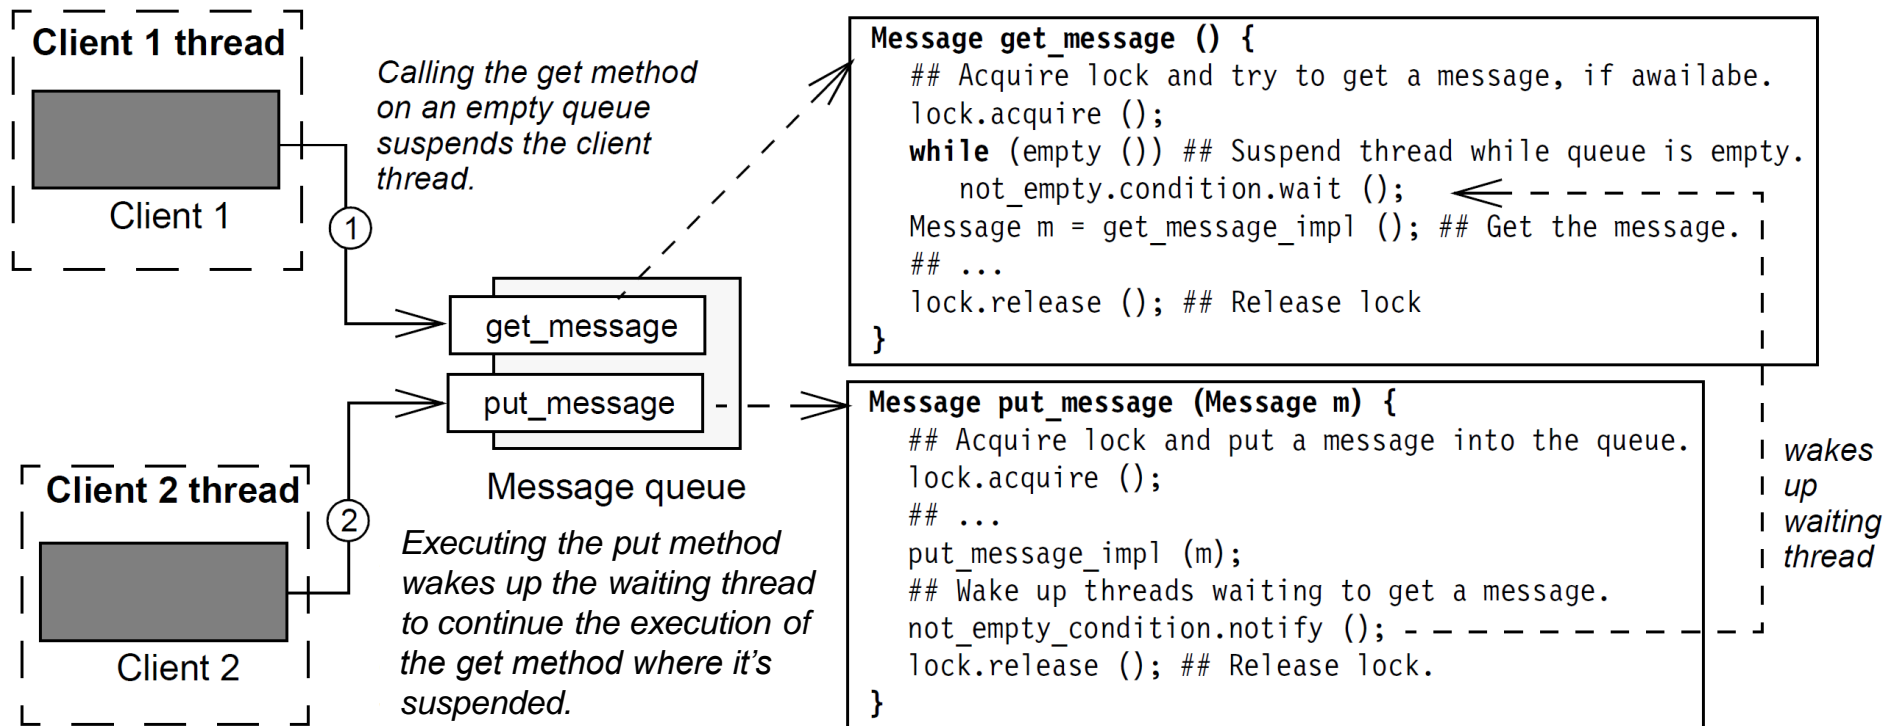 Client 1 thread
Client 1
Calling the get method
on an empty queue
suspends the client
thread.
1
get_message
put_message
Message queue
Client 2 thread
Client 2
2
Executing the put method
wakes up the waiting thread
to continue the execution of
the get method where it’s
suspended.
Message get_message () {
## Acquire lock and try to get a message, if awailabe.
lock.acquire ();
while (empty ()) ## Suspend thread while queue is empty.
not_empty.condition.wait ();
Message m = get_message_impl (); ## Get the message.
## ...
lock.release (); ## Release lock
}
Message put_message (Message m) {
## Acquire lock and put a message into the queue.
lock.acquire ();
## ...
put_message_impl (m);
## Wake up threads waiting to get a message.
not_empty_condition.notify ();
lock.release (); ## Release lock.
}
wakes
up
waiting
thread